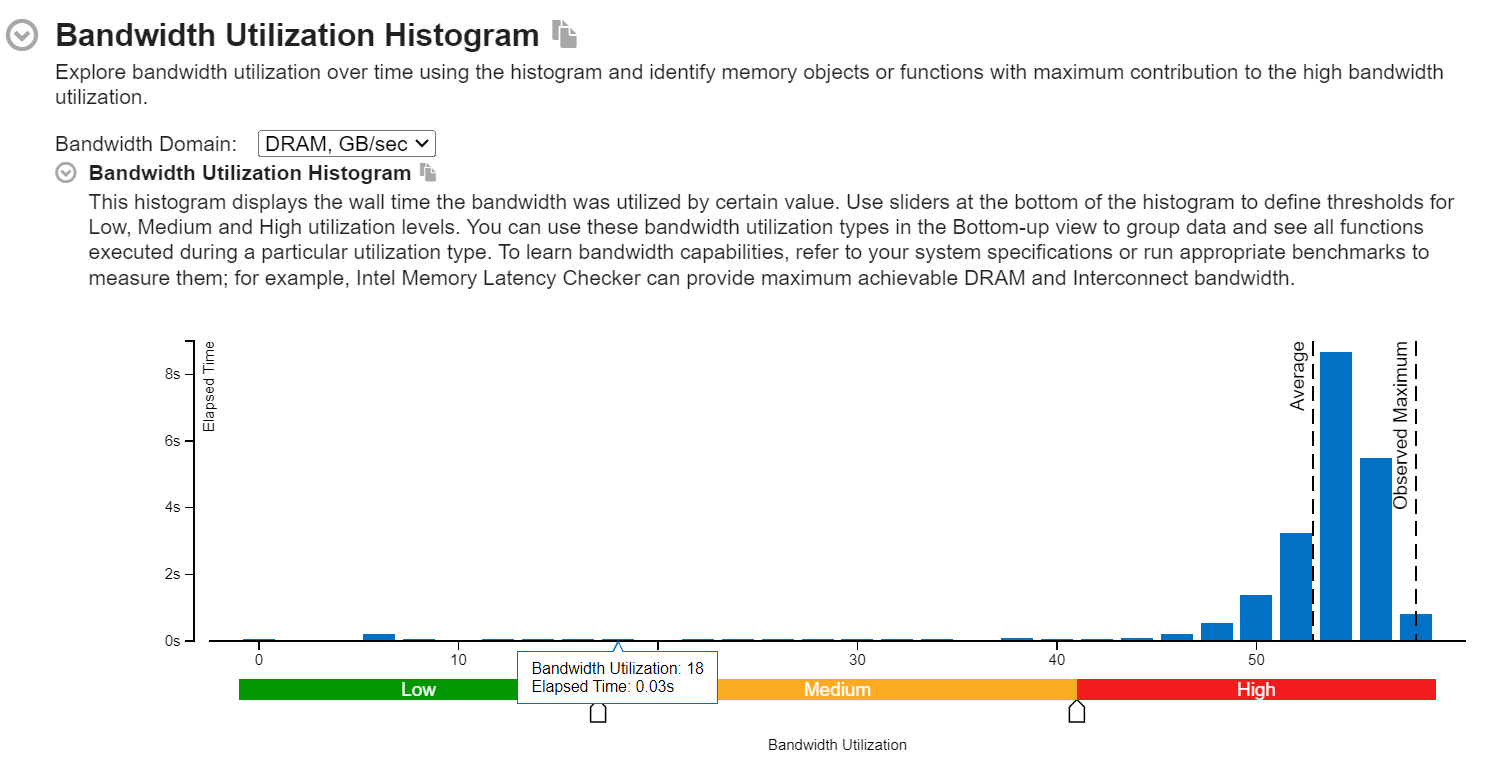 Bandwidth Utilization Histogram
Explore bandwidth utilization over time using the histogram and identify memory objects or functions with maximum contribution to the high bandwidth
utilization.
Bandwidth Domain: DRAM, GB/sec
Bandwidth Utilization Histogram
This histogram displays the wall time the bandwidth was utilized by certain value. Use sliders at the bottom of the histogram to define thresholds for
Low, Medium and High utilization levels. You can use these bandwidth utilization types in the Bottom-up view to group data and see all functions
executed during a particular utilization type. To learn bandwidth capabilities, refer to your system specifications or run appropriate benchmarks to
measure them; for example, Intel Memory Latency Checker can provide maximum achievable DRAM and Interconnect bandwidth.
Elapsed Time
8s
6s
4s
2s
0s
Average
Observed Maximum
0 10 30 40 50
Bandwidth Utilization: 18
Elapsed Time: 0.03s
Low Medium High
Bandwidth Utilization